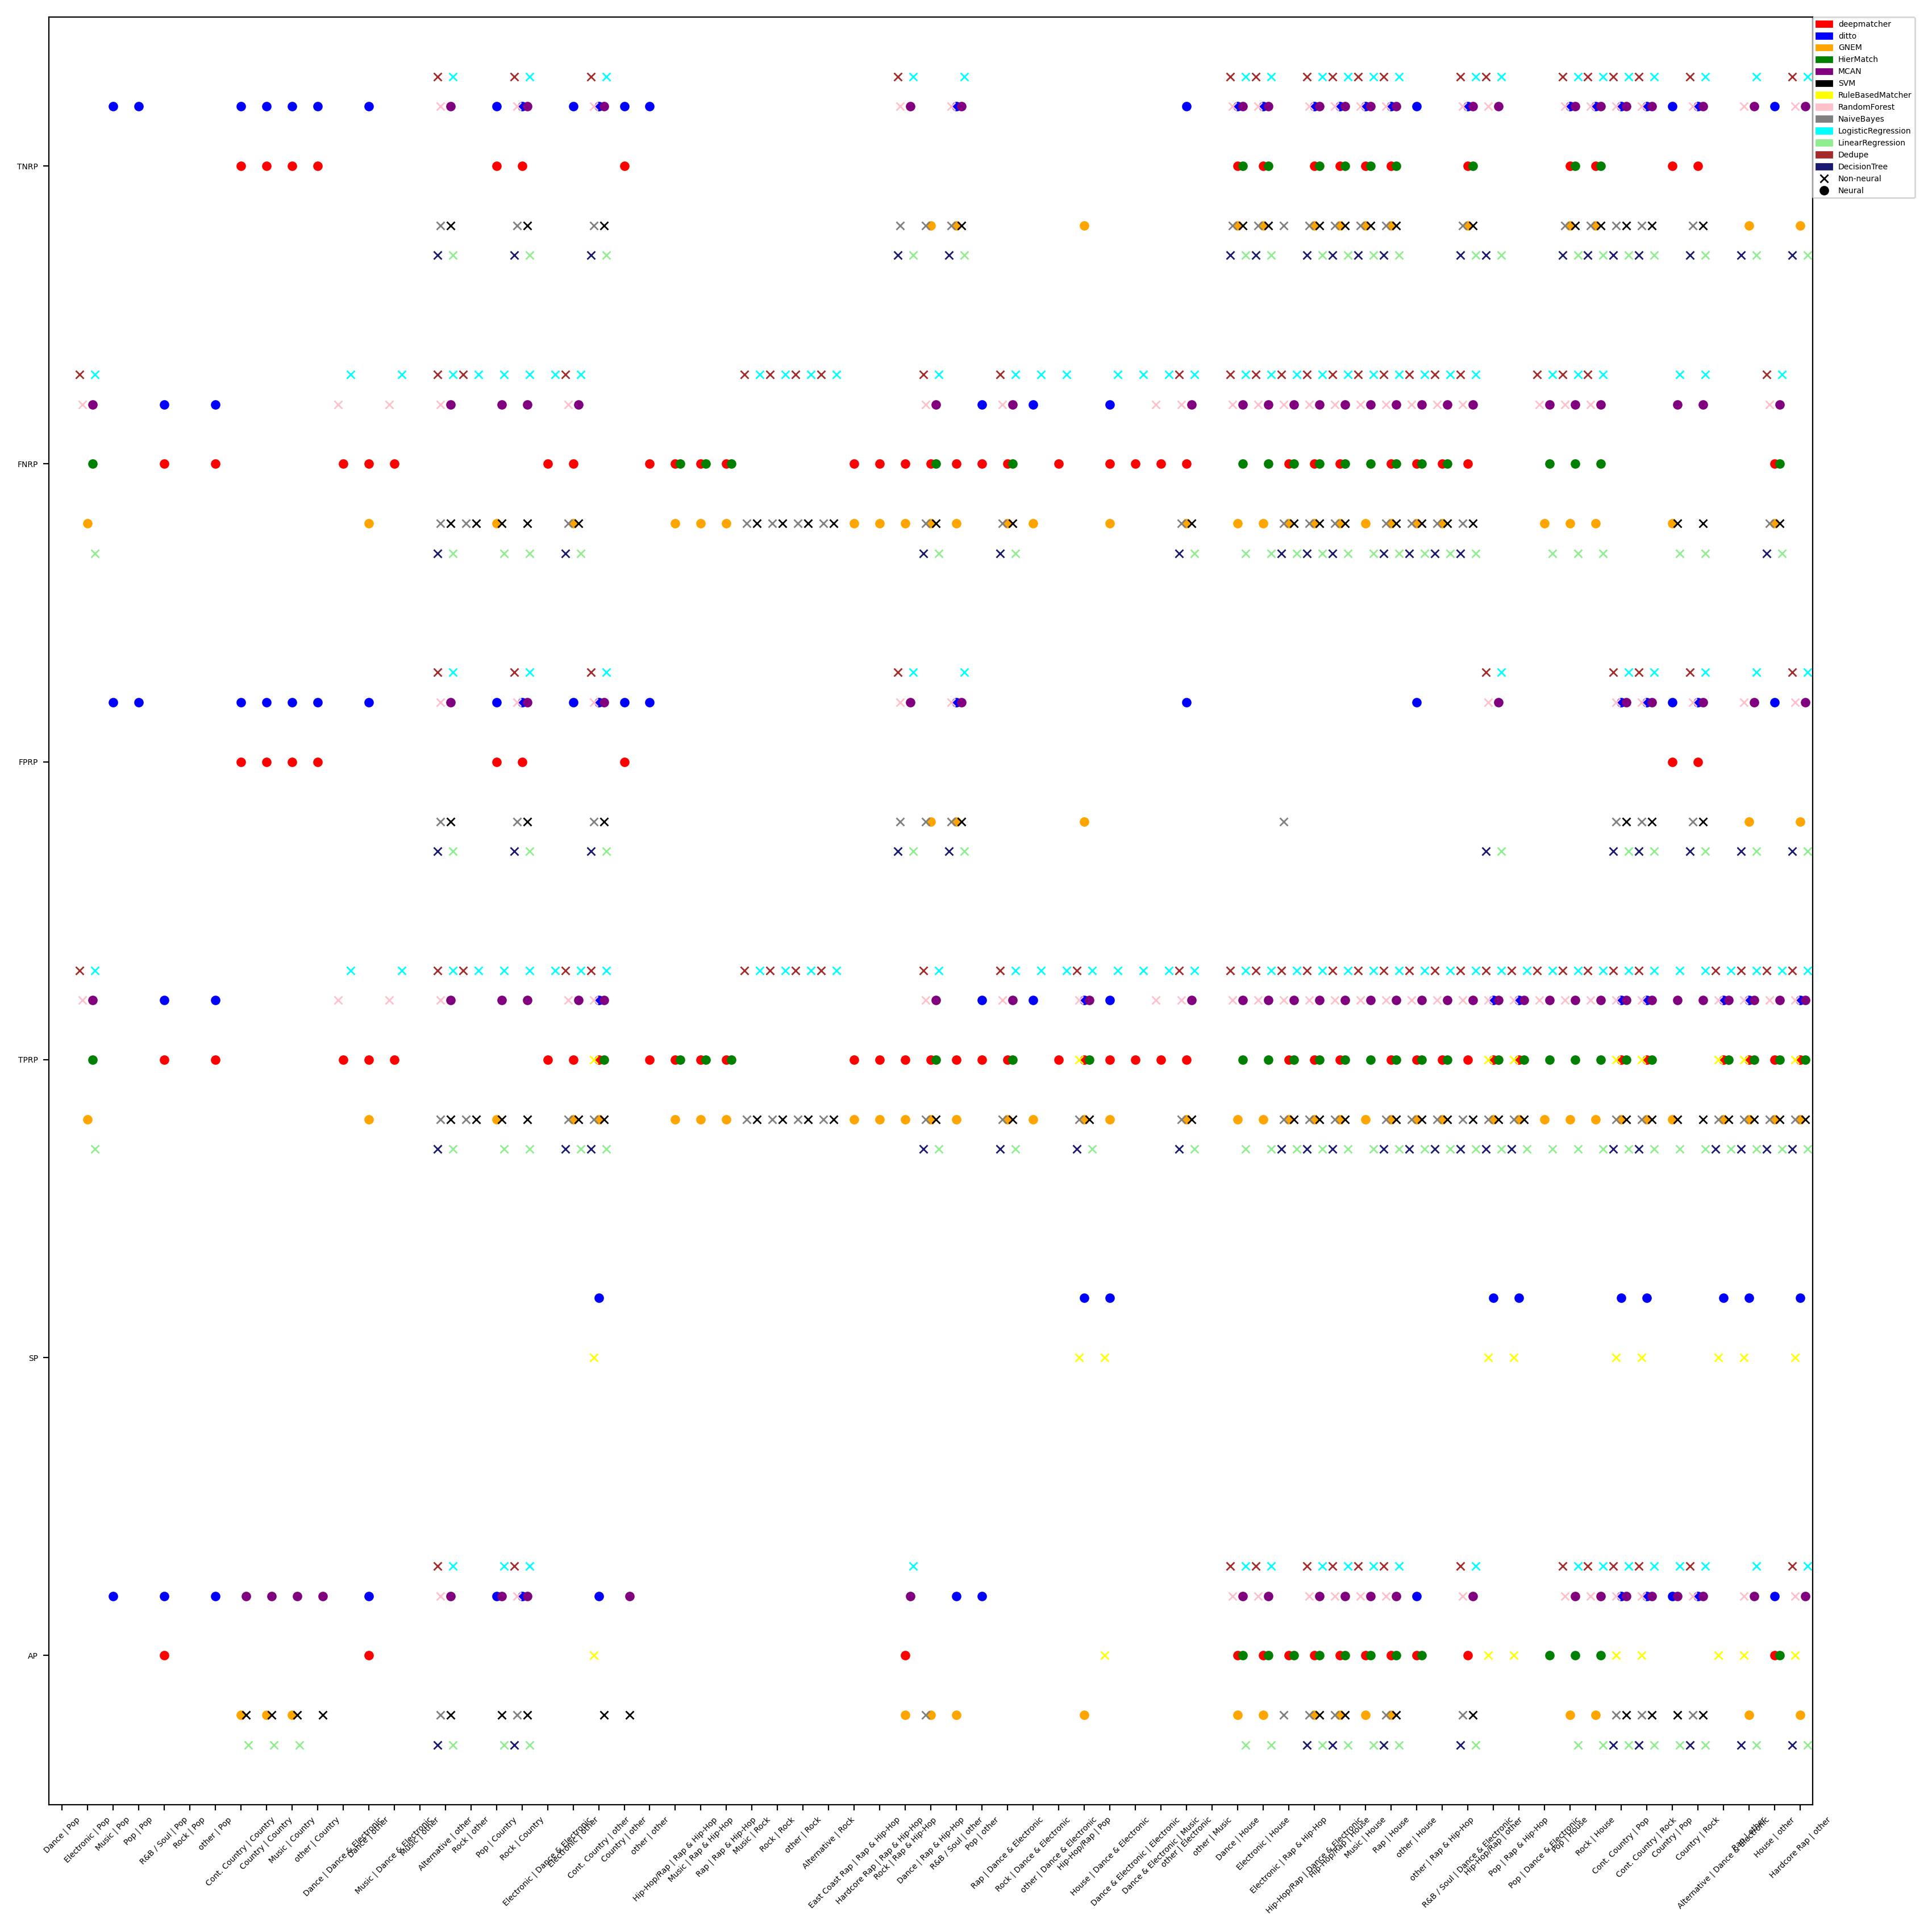 deepmatcher
ditto
GNEM
HierMatch
MCAN
SVM
RuleBasedMatcher
RandomForest
NaiveBayes
LogisticRegression
LinearRegression
Dedupe
DecisionTree
Non-neural
Neural
TNRP
FNRP
FPRP
TPRP
SP
AP
Dance | Pop
Electronic | Pop
Music | Pop
Pop | Pop
R&B / Soul | Pop
Rock | Pop
other | Pop
Cont. Country | Country
Country | Country
Music | Country
other | Country
Dance | Dance & Electronic
Dance | other
Music | Dance & Electronic
Music | other
Alternative | other
Rock | other
Pop | Country
Rock | Country
Electronic | Dance & Electronic
Electronic | other
Cont. Country | other
Country | other
other | other
Hip-Hop/Rap | Rap & Hip-Hop
Music | Rap & Hip-Hop
Rap | Rap & Hip-Hop
Music | Rock
Rock | Rock
other | Rock
Alternative | Rock
East Coast Rap | Rap & Hip-Hop
Hardcore Rap | Rap & Hip-Hop
Rock | Rap & Hip-Hop
Dance | Rap & Hip-Hop
R&B / Soul | other
Pop | other
Rap | Dance & Electronic
Rock | Dance & Electronic
other | Dance & Electronic
Hip-Hop/Rap | Pop
House | Dance & Electronic
Dance & Electronic | Electronic
Dance & Electronic | Music
other | Electronic
other | Music
Dance | House
Electronic | House
Electronic | Rap & Hip-Hop
Hip-Hop/Rap | Dance & Electronic
Hip-Hop/Rap | House
Music | House
Rap | House
other | House
other | Rap & Hip-Hop
R&B / Soul | Dance & Electronic
Hip-Hop/Rap | other
Pop | Rap & Hip-Hop
Pop | Dance & Electronic
Pop | House
Rock | House
Cont. Country | Pop
Cont. Country | Rock
Country | Pop
Country | Rock
Alternative | Dance & Electronic
Rap | other
House | other
Hardcore Rap | other